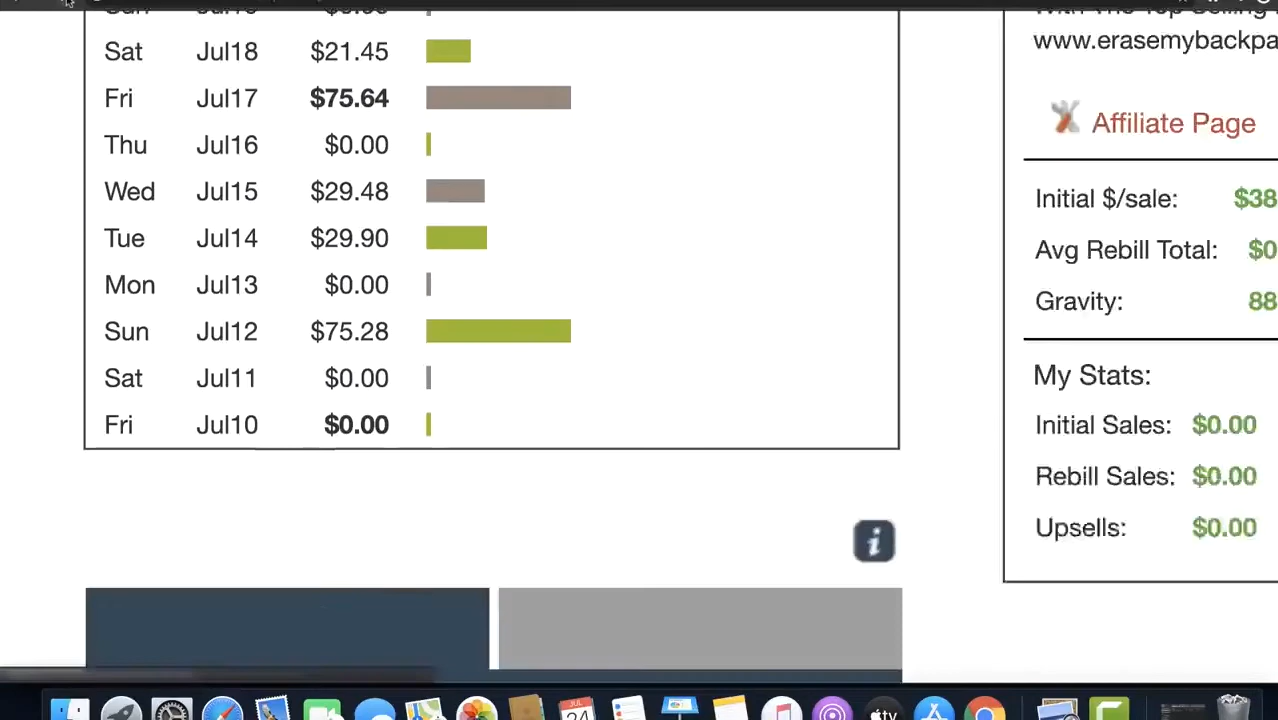 Sat Jul18 $21.45
Fri Jul17 $75.64
Thu Jul16 $0.00
Wed Jul15 $29.48
Tue Jul14 $29.90
Mon Jul13 $0.00
Sun Jul12 $75.28
Sat Jul11 $0.00
Fri Jul10 $0.00
www.erasemybackpa
Affiliate Page
Initial $/sale: $38
Avg Rebill Total: $0
Gravity: 88
My Stats:
Initial Sales: $0.00
Rebill Sales: $0.00
Upsells: $0.00
i
JUL
24
tv